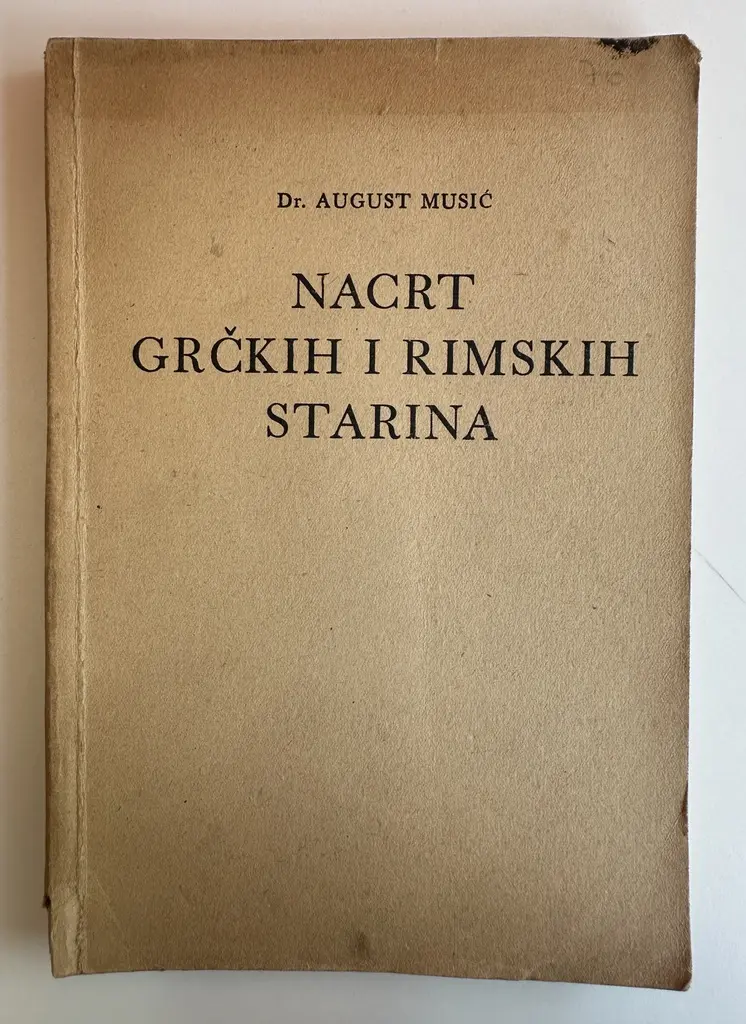 Dr. AUGUST MUSIĆ
NACRT
GRČKIH I RIMSKIH
STARINA